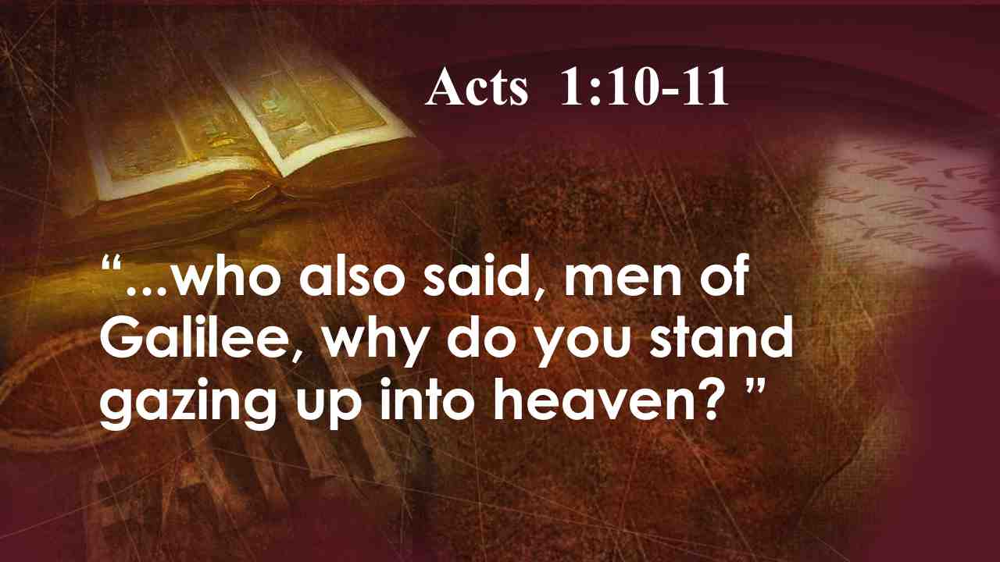 Acts 1:10-11
“...who also said, men of
Galilee, why do you stand
gazing up into heaven? ”